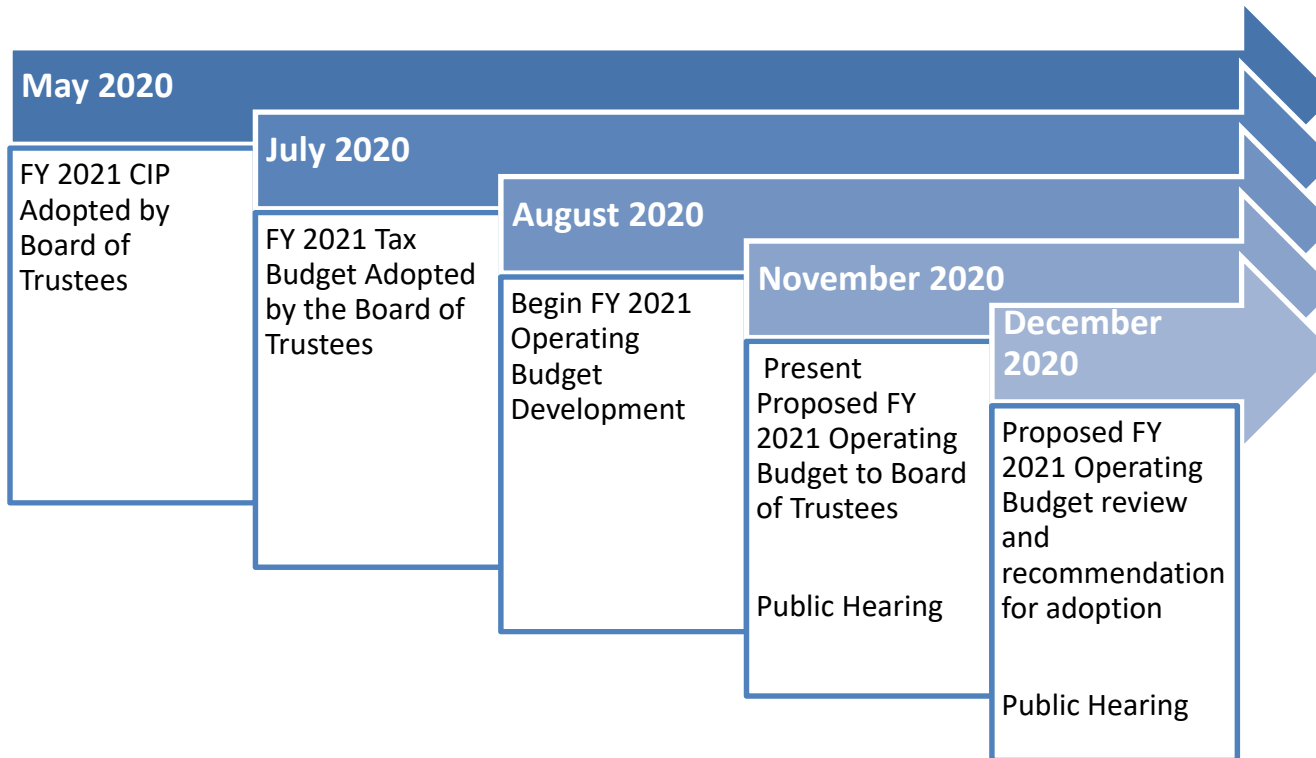 May 2020
FY 2021 CIP
Adopted by
Board of
Trustees
July 2020
FY 2021 Tax
Budget Adopted
by the Board of
Trustees
August 2020
Begin FY 2021
Operating
Budget
Development
November 2020
Present
Proposed FY
2021 Operating
Budget to Board
of Trustees
Public Hearing
December
2020
Proposed FY
2021 Operating
Budget review
and
recommendation
for adoption
Public Hearing